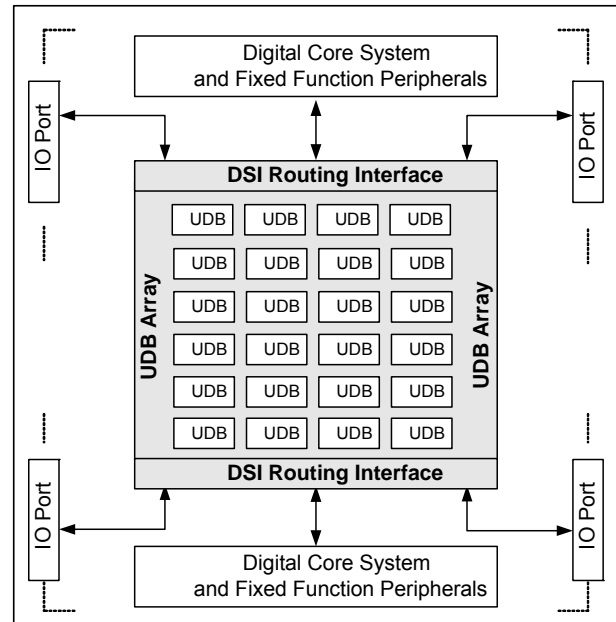 Digital Core System
and Fixed Function Peripherals
IO Port
IO Port
DSI Routing Interface
UDB UDB UDB UDB
UDB UDB UDB UDB
UDB UDB UDB UDB
UDB Array
UDB Array
UDB UDB UDB UDB
UDB UDB UDB UDB
UDB UDB UDB UDB
DSI Routing Interface
IO Port
IO Port
Digital Core System
and Fixed Function Peripherals